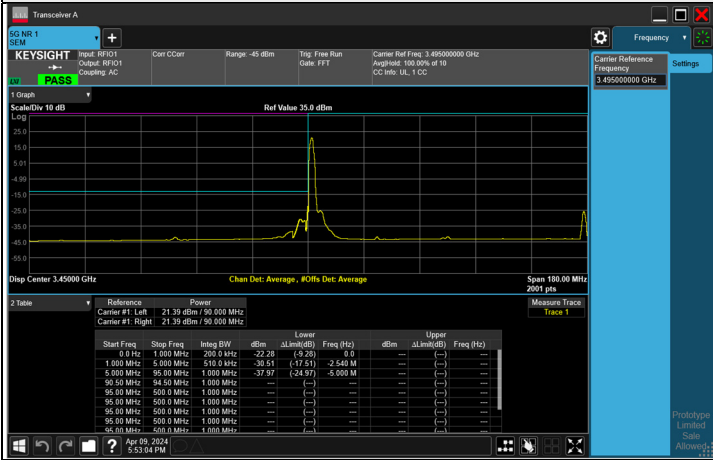 Transceiver A
5G NR 1
SEM
Frequency
KEYSIGHT
Input: RFIO1
Output: RFIO1
Coupling: AC
Corr CCorr
Range: -45 dBm
Trig: Free Run
Gate: FFT
Carrier Ref Freq: 3.495000000 GHz
Avg|Hold: 100.00% of 10
CC Info: UL, 1 CC
PASS
Carrier Reference
Frequency
3.495000000 GHz
Settings
1 Graph
Scale/Div 10 dB
Ref Value 35.0 dBm
Log
25.0
15.0
5.01
-4.99
-15.0
-25.0
-35.0
-45.0
-55.0
Disp Center 3.45000 GHz
Chan Det: Average, #Offs Det: Average
Span 180.00 MHz
2001 pts
2 Table
Reference Power
Carrier #1: Left 21.39 dBm / 90.000 MHz
Carrier #1: Right 21.39 dBm / 90.000 MHz
Measure Trace
Trace 1
Lower Upper
Start Freq Stop Freq Integ BW dBm ΔLimit(dB) Freq (Hz) dBm ΔLimit(dB) Freq (Hz)
0.0 Hz 1.000 MHz 200.0 kHz -22.28 (-9.28) 0.0 --- (---) ---
1.000 MHz 5.000 MHz 510.0 kHz -30.51 (-17.51) -2.540 M --- (---) ---
5.000 MHz 95.00 MHz 1.000 MHz -37.97 (-24.97) -5.000 M --- (---) ---
90.50 MHz 94.50 MHz 1.000 MHz --- (---) --- --- (---) ---
95.00 MHz 500.0 MHz 1.000 MHz --- (---) --- --- (---) ---
95.00 MHz 500.0 MHz 1.000 MHz --- (---) --- --- (---) ---
95.00 MHz 500.0 MHz 1.000 MHz --- (---) --- --- (---) ---
95.00 MHz 500.0 MHz 1.000 MHz --- (---) --- --- (---) ---
95.00 MHz 500.0 MHz 1.000 MHz --- (---) --- --- (---) ---
Prototype
Limited
Sale
Allowed
?
Apr 09, 2024
5:53:04 PM